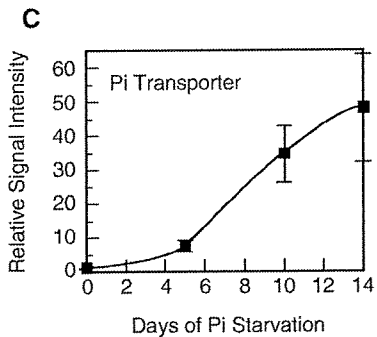 C
Pi Transporter
Relative Signal Intensity
60
50
40
30
20
10
0
0 2 4 6 8 10 12 14
Days of Pi Starvation